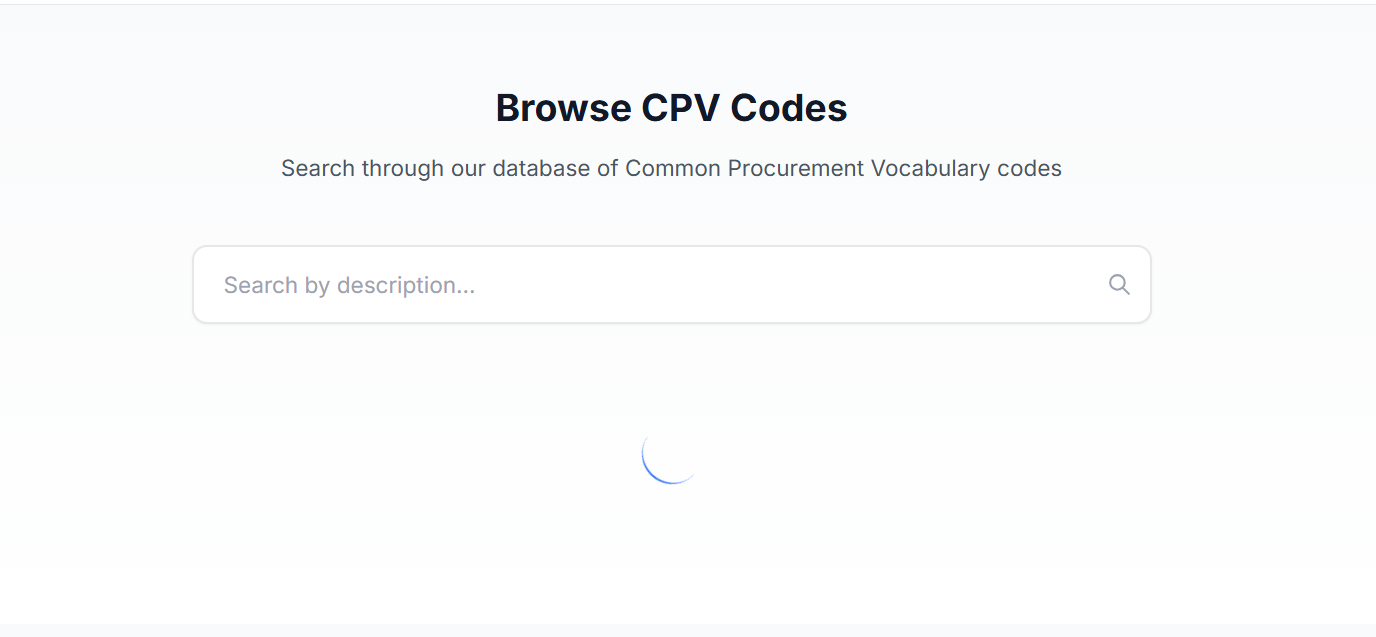 Browse CPV Codes
Search through our database of Common Procurement Vocabulary codes
Search by description...